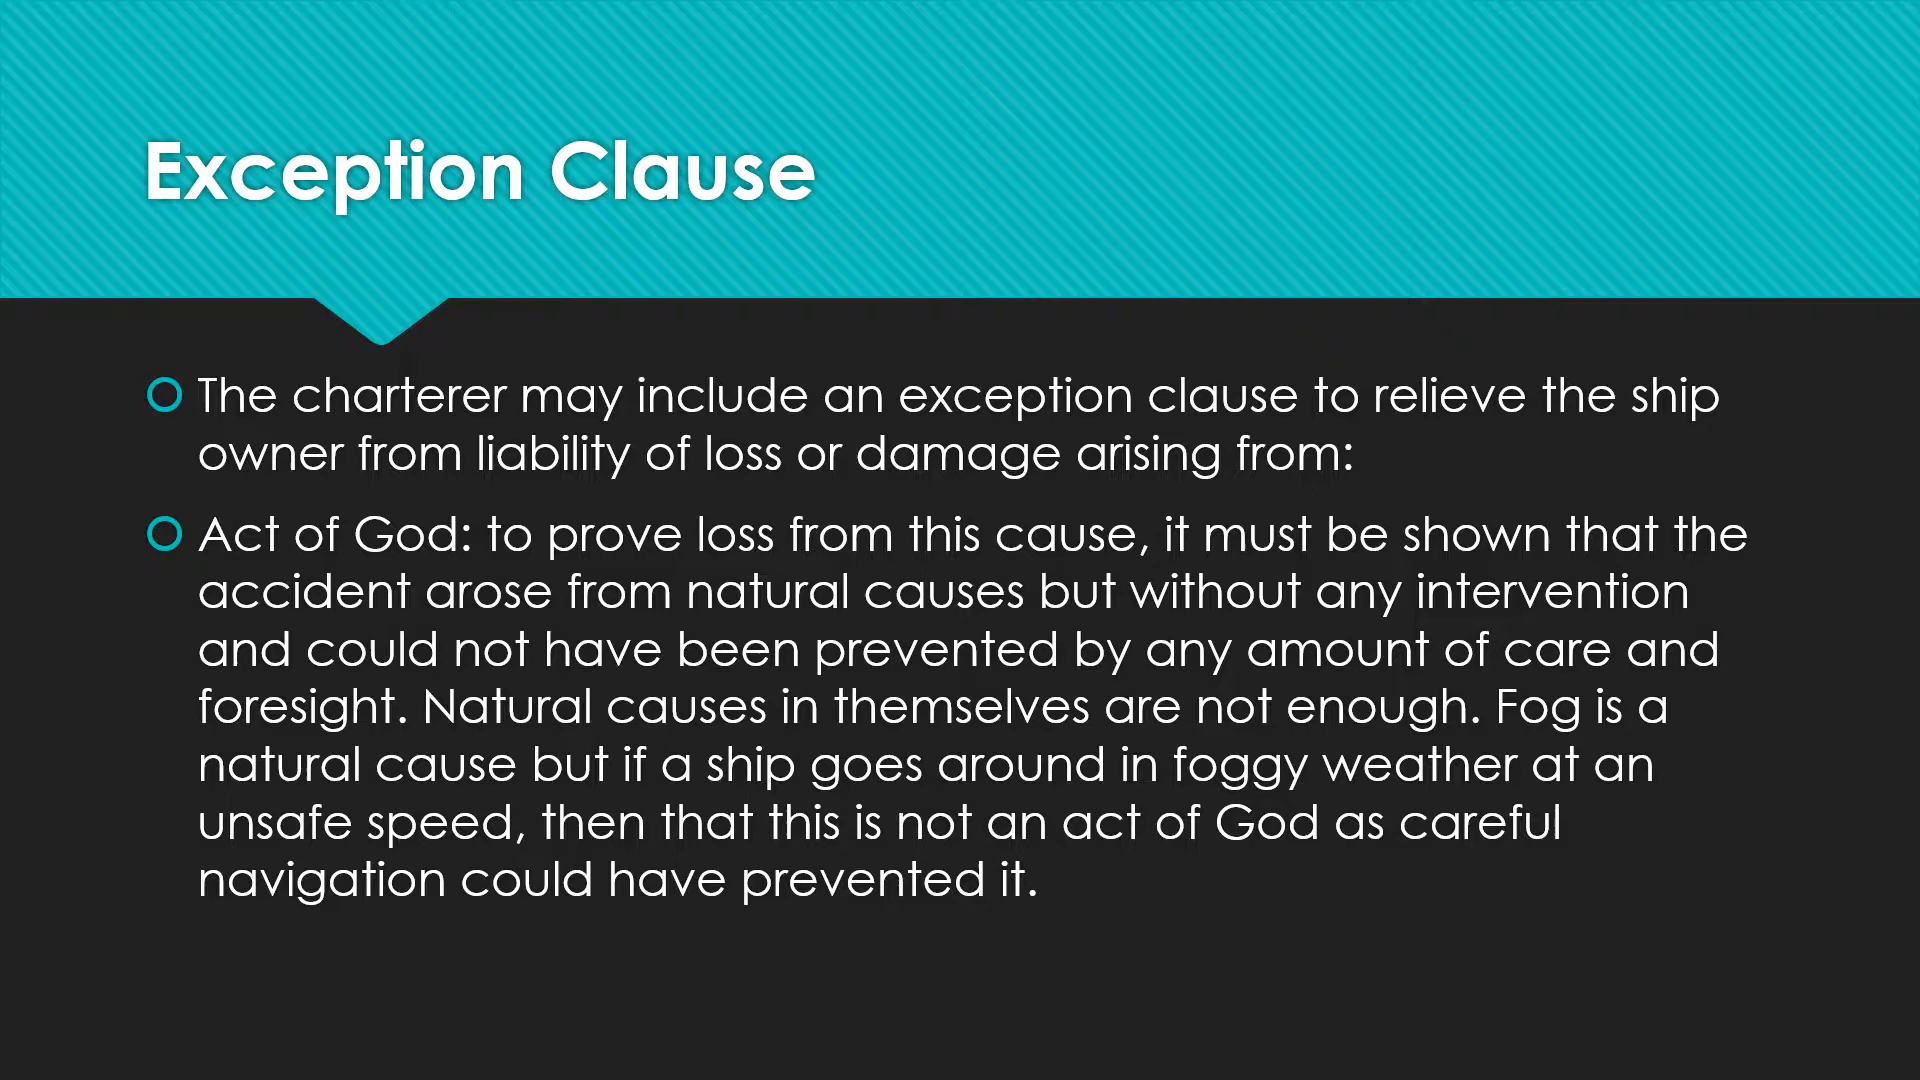 Exception Clause
The charterer may include an exception clause to relieve the ship
owner from liability of loss or damage arising from:
Act of God: to prove loss from this cause, it must be shown that the
accident arose from natural causes but without any intervention
and could not have been prevented by any amount of care and
foresight. Natural causes in themselves are not enough. Fog is a
natural cause but if a ship goes around in foggy weather at an
unsafe speed, then that this is not an act of God as careful
navigation could have prevented it.